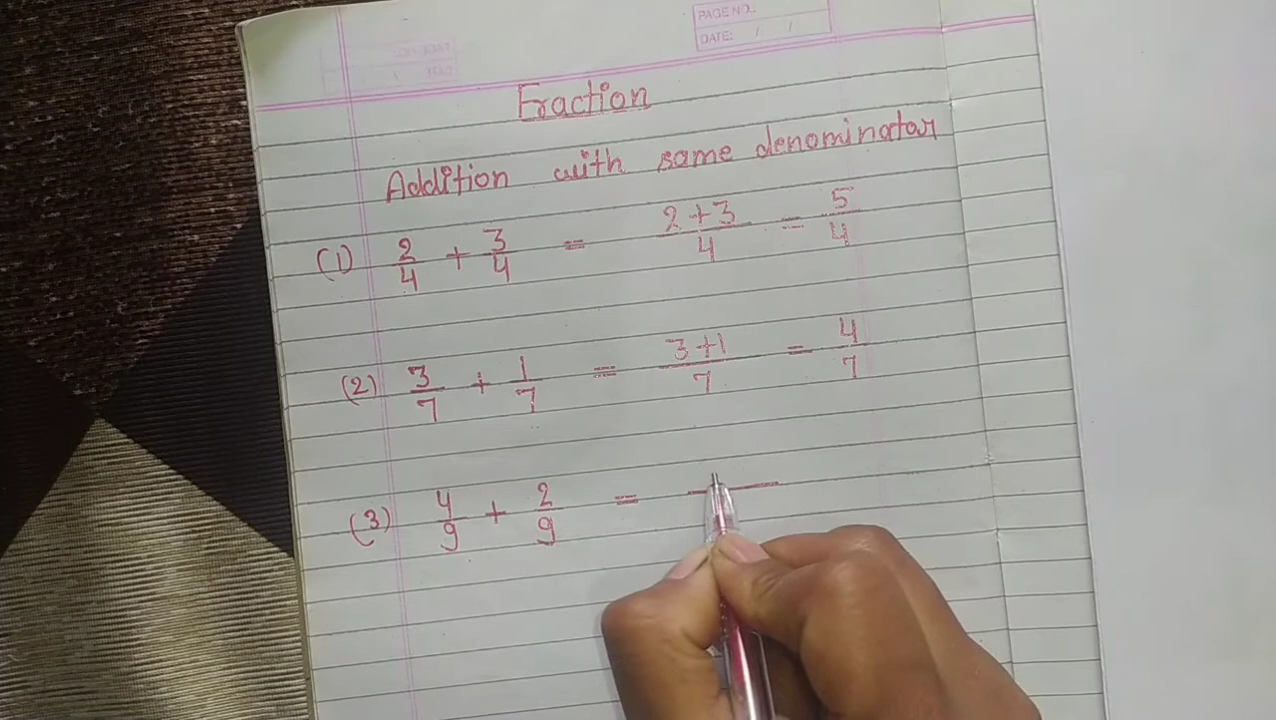 PAGE NO.
DATE: / /
Fraction
Addition with same denominator
(1) 2/4 + 3/4 = 2+3/4 = 5/4
(2) 3/7 + 1/7 = 3+1/7 = 4/7
(3) 4/9 + 2/9 =